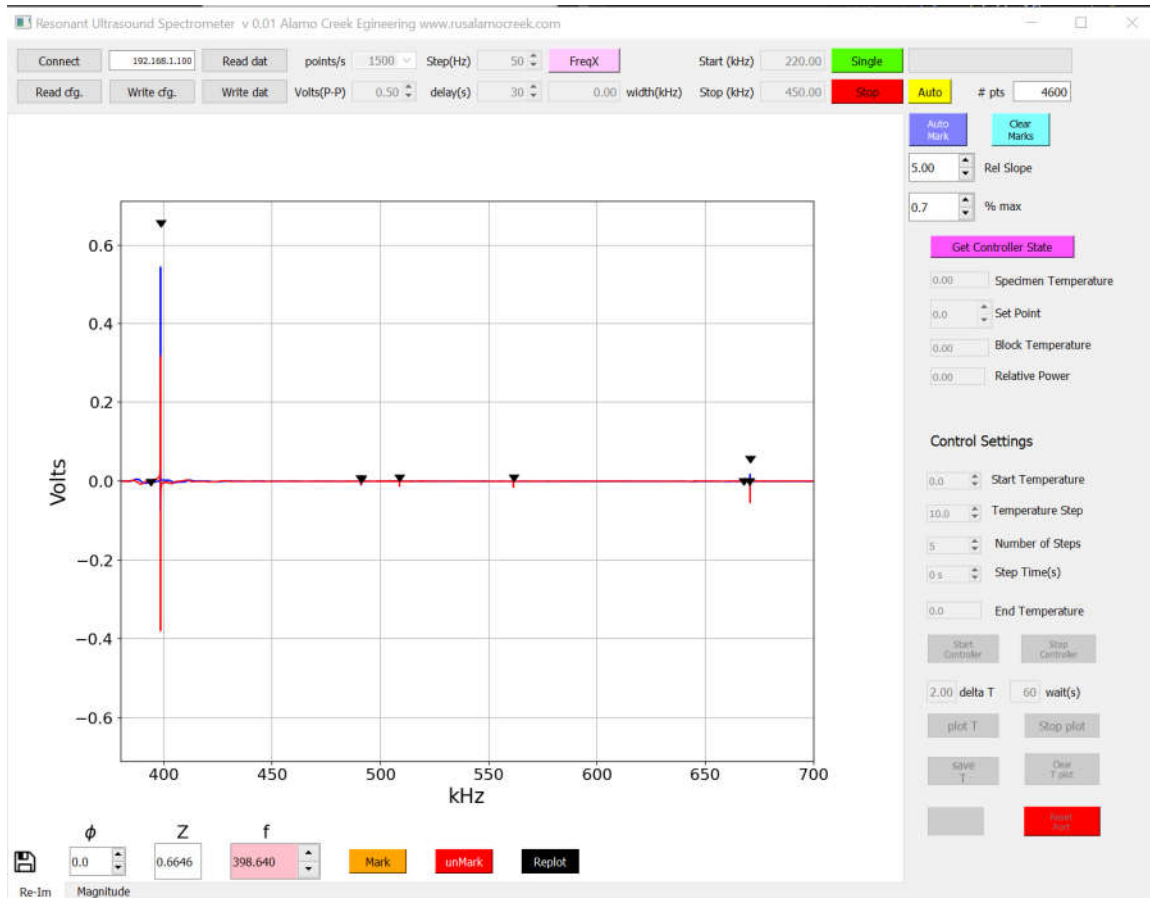 Resonant Ultrasound Spectrometer v 0.01 Alamo Creek Egineering www.rusalamocreek.com
Connect 192.168.1.100 Read dat points/s 1500 Step(Hz) 50 FreqX Start (kHz) 220.00 Single
Read cfg. Write cfg. Write dat Volts(P-P) 0.50 delay(s) 30 0.00 width(kHz) Stop (kHz) 450.00 Stop Auto # pts 4600
Auto Mark Clear Marks
5.00 Rel Slope
0.7 % max
Get Controller State
0.00 Specimen Temperature
0.0 Set Point
0.00 Block Temperature
0.00 Relative Power
Control Settings
0.0 Start Temperature
10.0 Temperature Step
5 Number of Steps
0 s Step Time(s)
0.0 End Temperature
Start Controller Stop Controller
2.00 delta T 60 wait(s)
plot T Stop plot
save T Clear T plot
Reset Port
0.6
0.4
0.2
0.0
−0.2
−0.4
−0.6
Volts
400 450 500 550 600 650 700
kHz
ϕ Z f
0.0 0.6646 398.640 Mark unMark Replot
Re-Im Magnitude